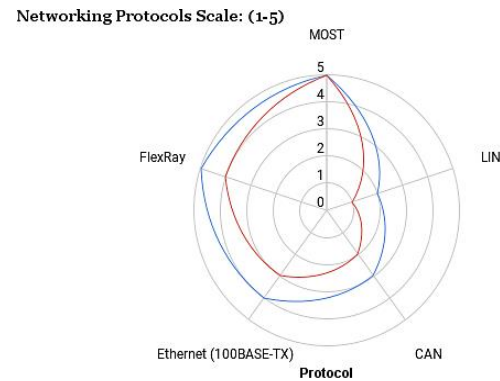 Networking Protocols Scale: (1-5)
MOST
5
4
3
2
1
0
FlexRay
LIN
Ethernet (100BASE-TX)
CAN
Protocol